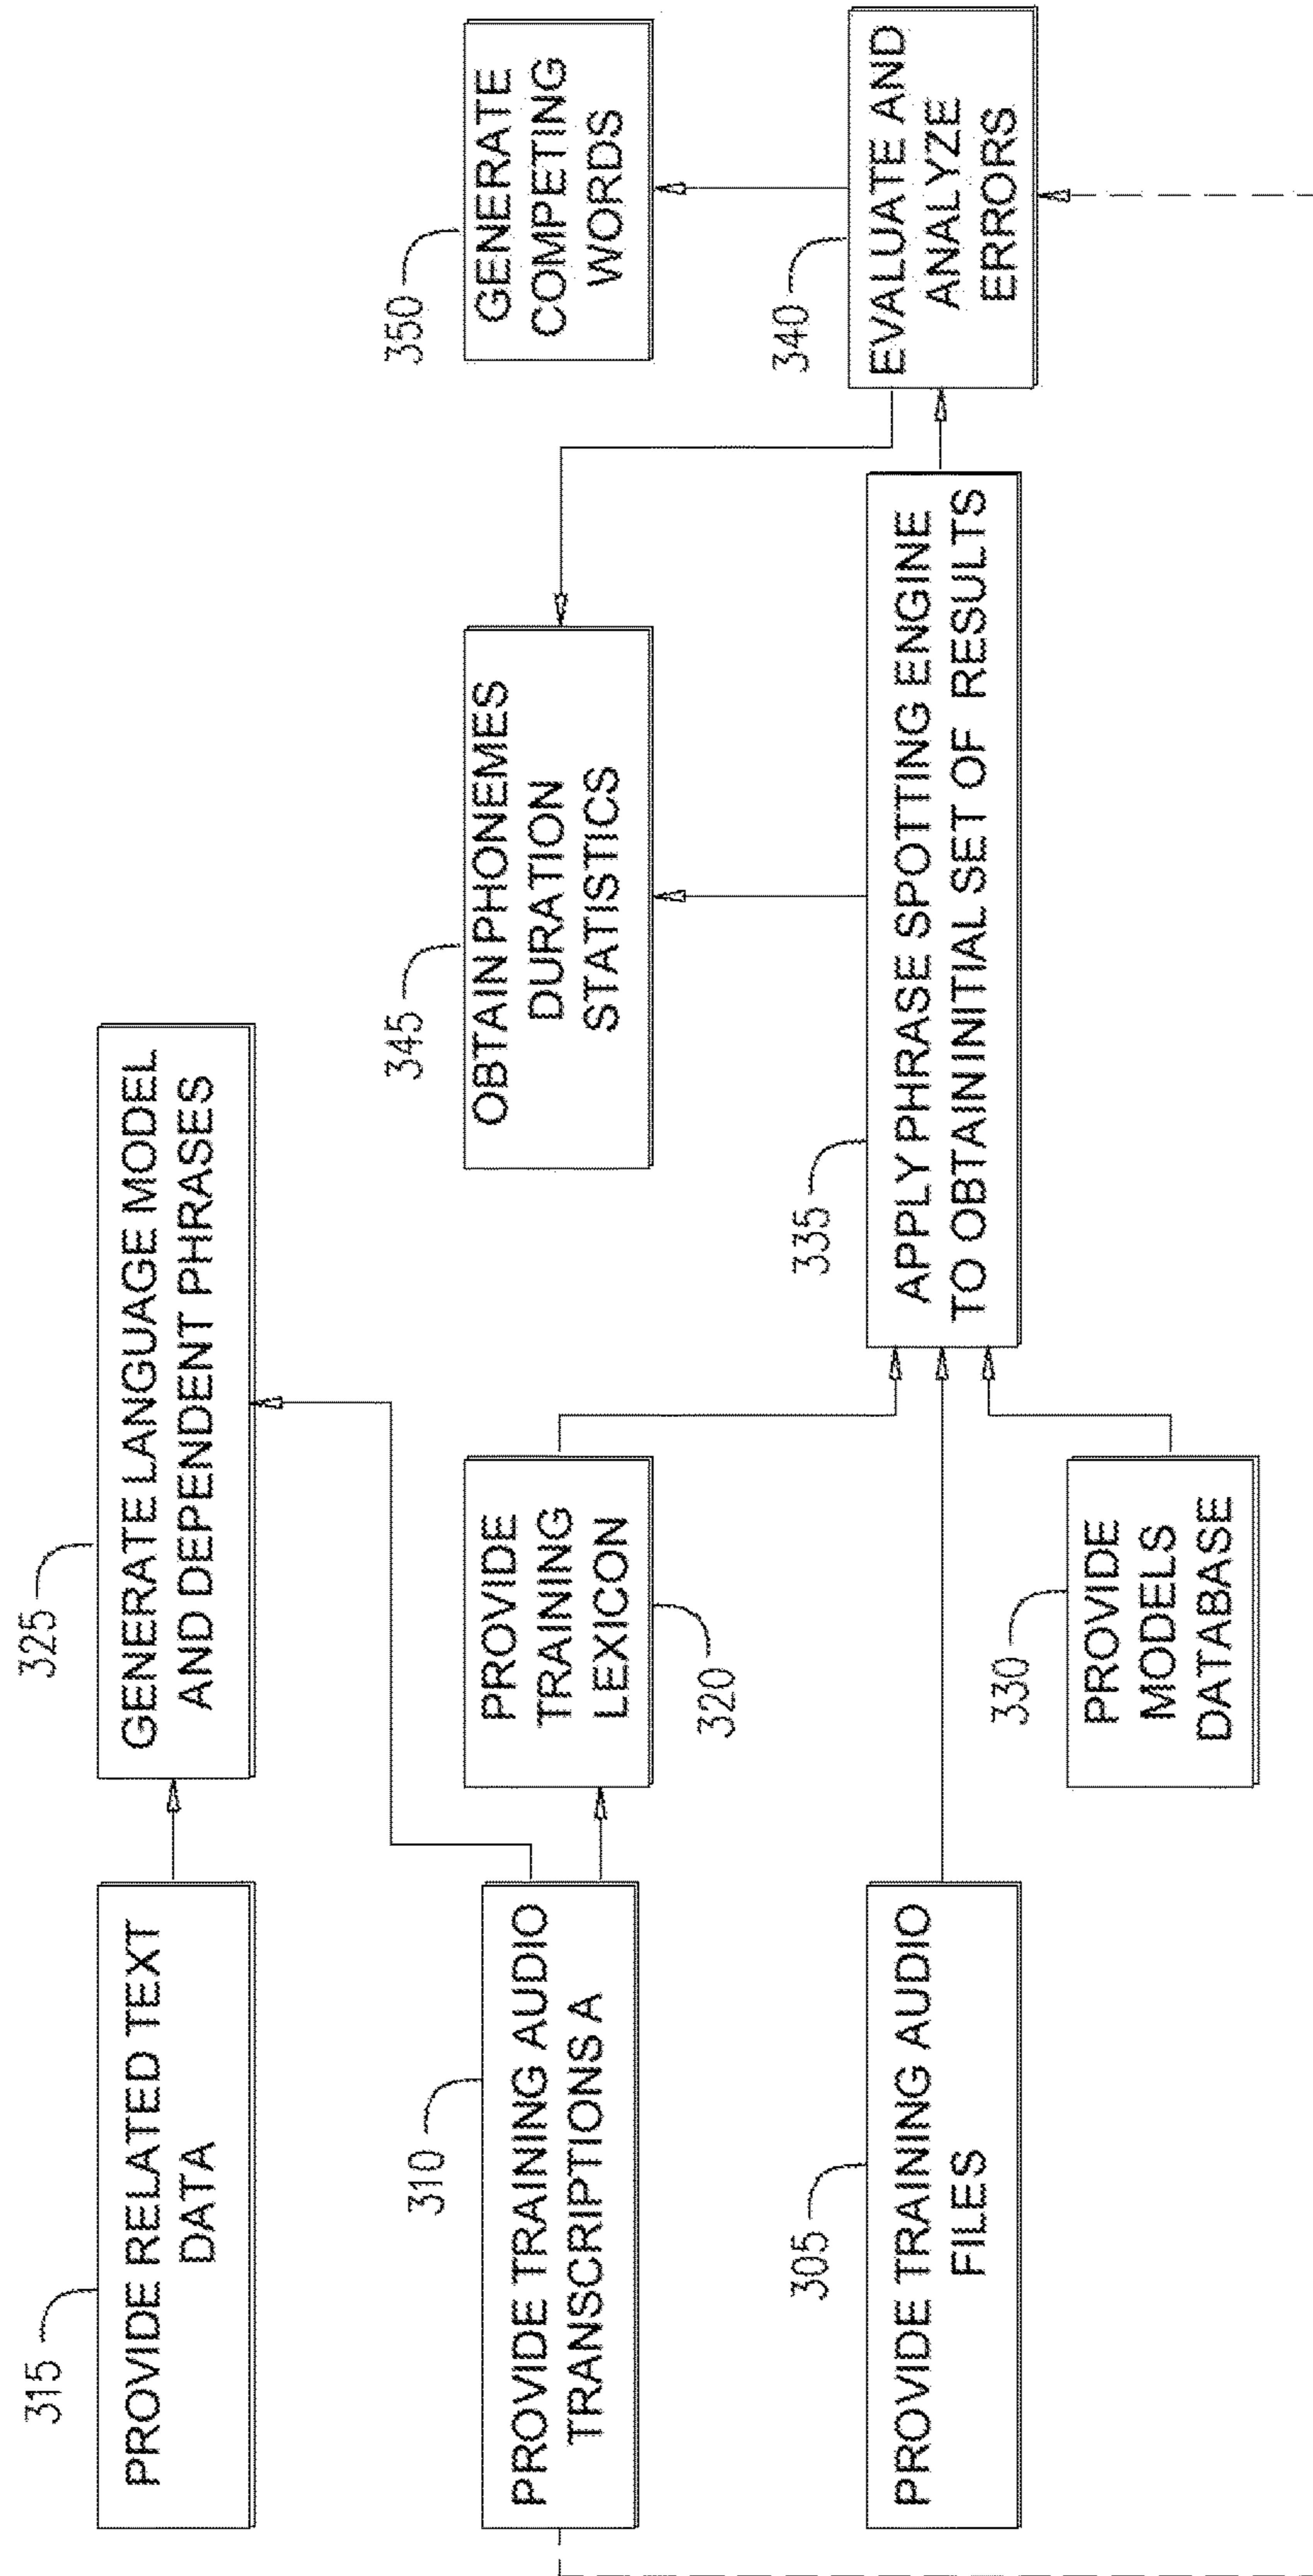 315
PROVIDE RELATED TEXT
DATA
325
GENERATE LANGUAGE MODEL
AND DEPENDENT PHRASES
310
PROVIDE TRAINING AUDIO
TRANSCRIPTIONS A
PROVIDE
TRAINING
LEXICON
320
345
OBTAIN PHONEMES
DURATION
STATISTICS
350
GENERATE
COMPETING
WORDS
305
PROVIDE TRAINING AUDIO
FILES
330
PROVIDE
MODELS
DATABASE
335
APPLY PHRASE SPOTTING ENGINE
TO OBTAIN INITIAL SET OF RESULTS
340
EVALUATE AND
ANALYZE
ERRORS